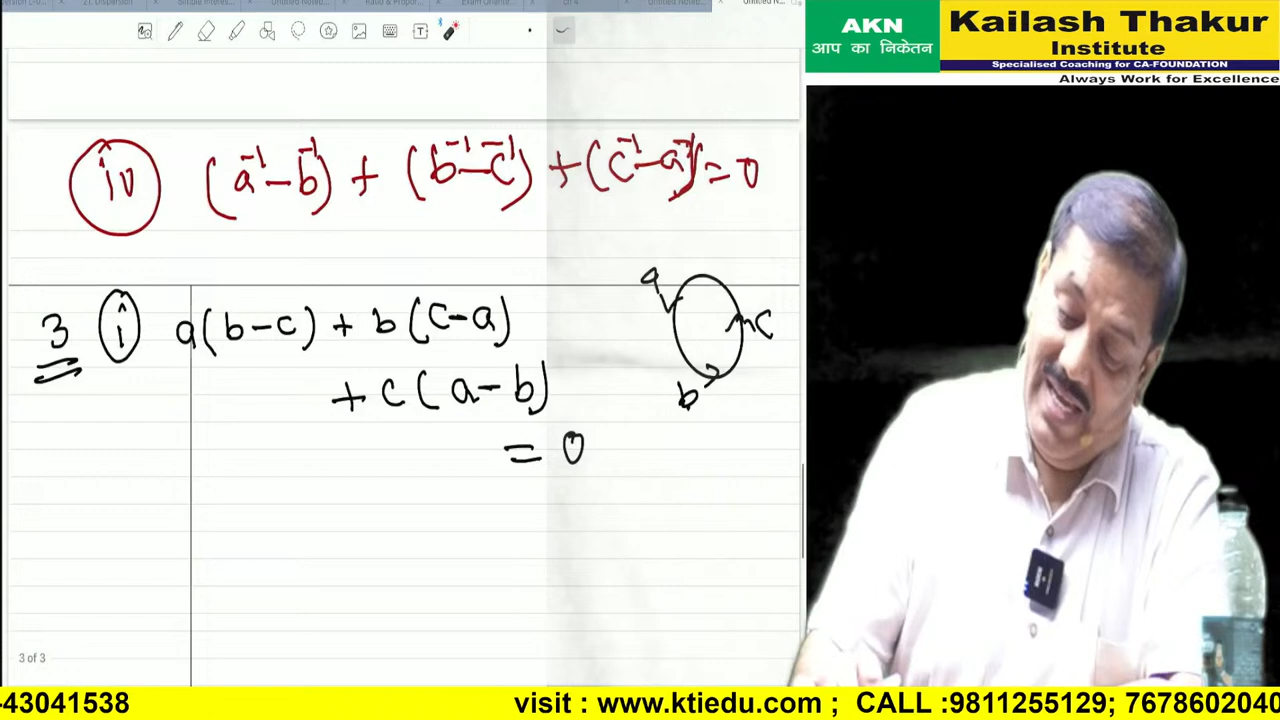 AKN
आप का निकेतन
Kailash Thakur
Institute
Specialised Coaching for CA-FOUNDATION
Always Work for Excellence
iv (a⁻¹-b⁻¹) + (b⁻¹-c⁻¹) + (c⁻¹-a⁻¹) = 0
3 i a(b-c) + b(c-a)
+ c(a-b)
= 0
a
c
b
3 of 3
-43041538 visit : www.ktiedu.com ; CALL :9811255129; 7678602040